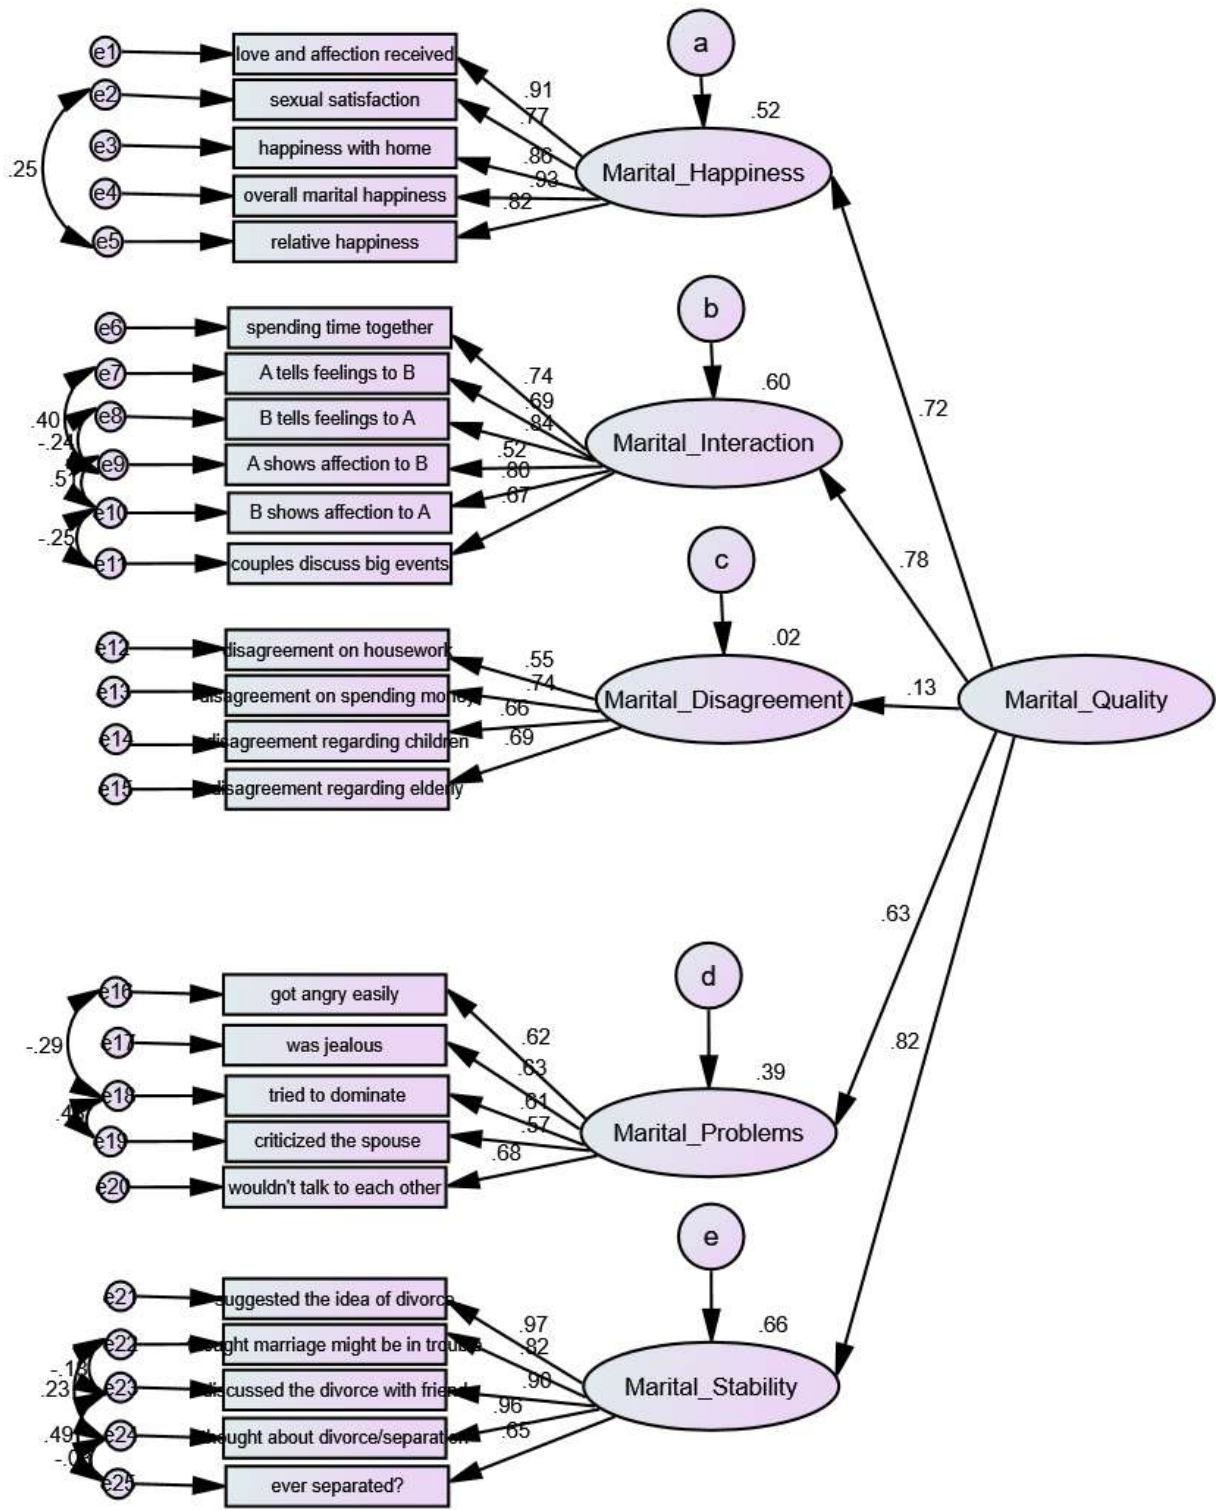 e1
love and affection received
.91
a
e2
sexual satisfaction
.77
.52
e3
happiness with home
.86
Marital_Happiness
.25
e4
overall marital happiness
.93
e5
relative happiness
.82
e6
spending time together
b
.74
e7
A tells feelings to B
.69
.60
.40
e8
B tells feelings to A
.84
.72
-.24
e9
A shows affection to B
.52
Marital_Interaction
e10
B shows affection to A
.80
-.25
e11
couples discuss big events
.67
c
.78
e12
disagreement on housework
.55
.02
e13
disagreement on spending money
.74
Marital_Disagreement
.13
Marital_Quality
e14
disagreement regarding children
.66
e15
disagreement regarding elderly
.69
.63
e16
got angry easily
d
-.29
e17
was jealous
.62
.82
e18
tried to dominate
.63
.39
e19
criticized the spouse
.61
Marital_Problems
.57
e20
wouldn't talk to each other
.68
e
e21
suggested the idea of divorce
.97
.66
e22
ught marriage might be in trouble
.82
.23
e23
discussed the divorce with friend
.90
Marital_Stability
.49
e24
thought about divorce/separation
.96
e25
ever separated?
.65